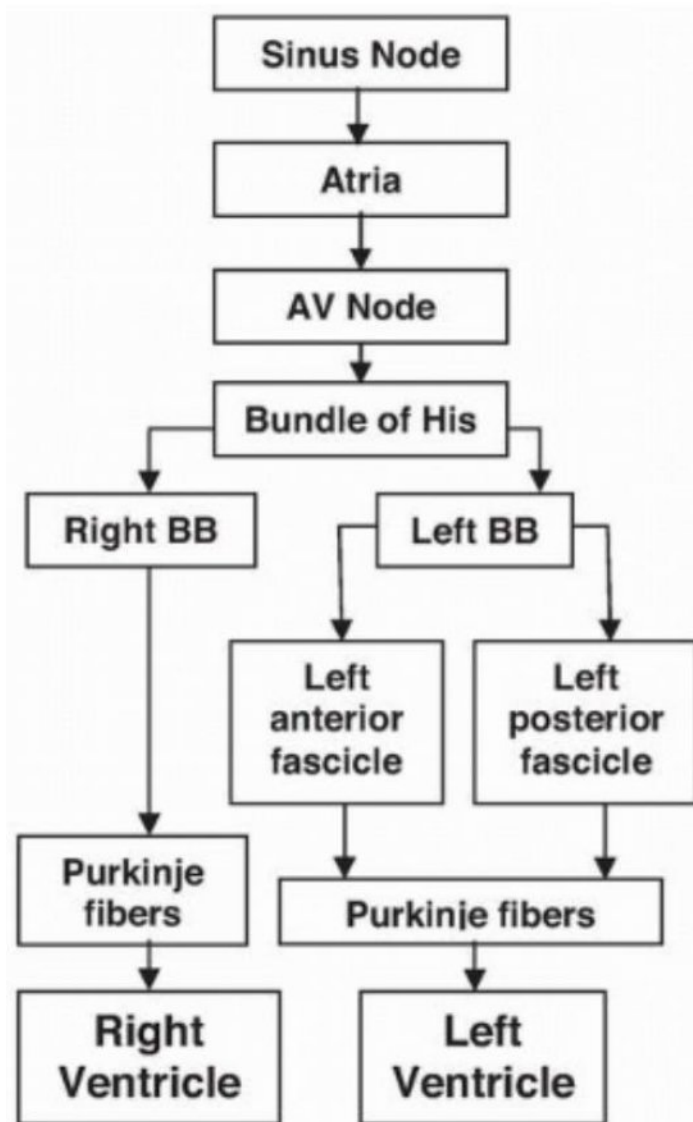 Sinus Node
Atria
AV Node
Bundle of His
Right BB
Left BB
Left
anterior
fascicle
Left
posterior
fascicle
Purkinje
fibers
Purkinje fibers
Right
Ventricle
Left
Ventricle